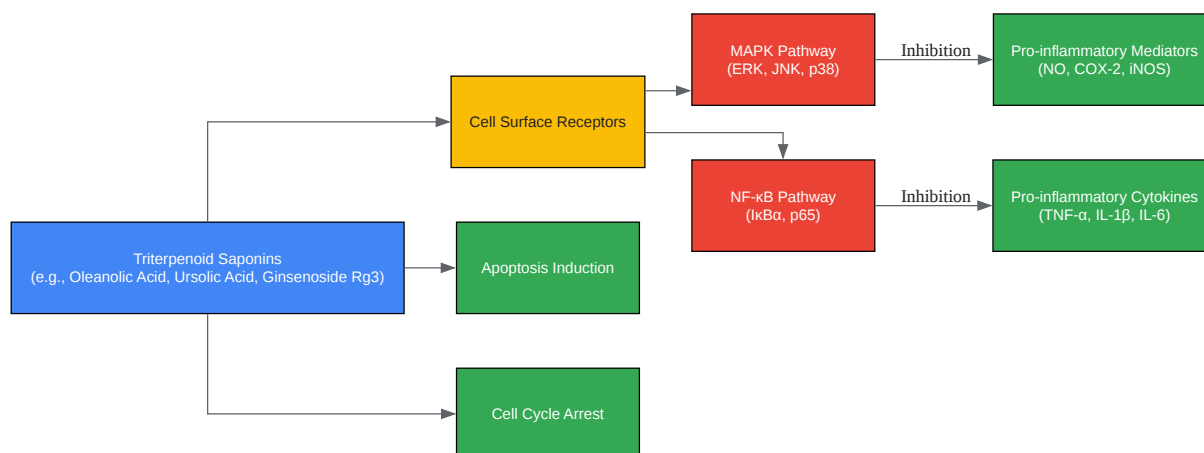 MAPK Pathway
(ERK, JNK, p38)
Inhibition
Pro-inflammatory Mediators
(NO, COX-2, iNOS)
Cell Surface Receptors
NF-κB Pathway
(IκBα, p65)
Inhibition
Pro-inflammatory Cytokines
(TNF-α, IL-1β, IL-6)
Triterpenoid Saponins
(e.g., Oleanolic Acid, Ursolic Acid, Ginsenoside Rg3)
Apoptosis Induction
Cell Cycle Arrest